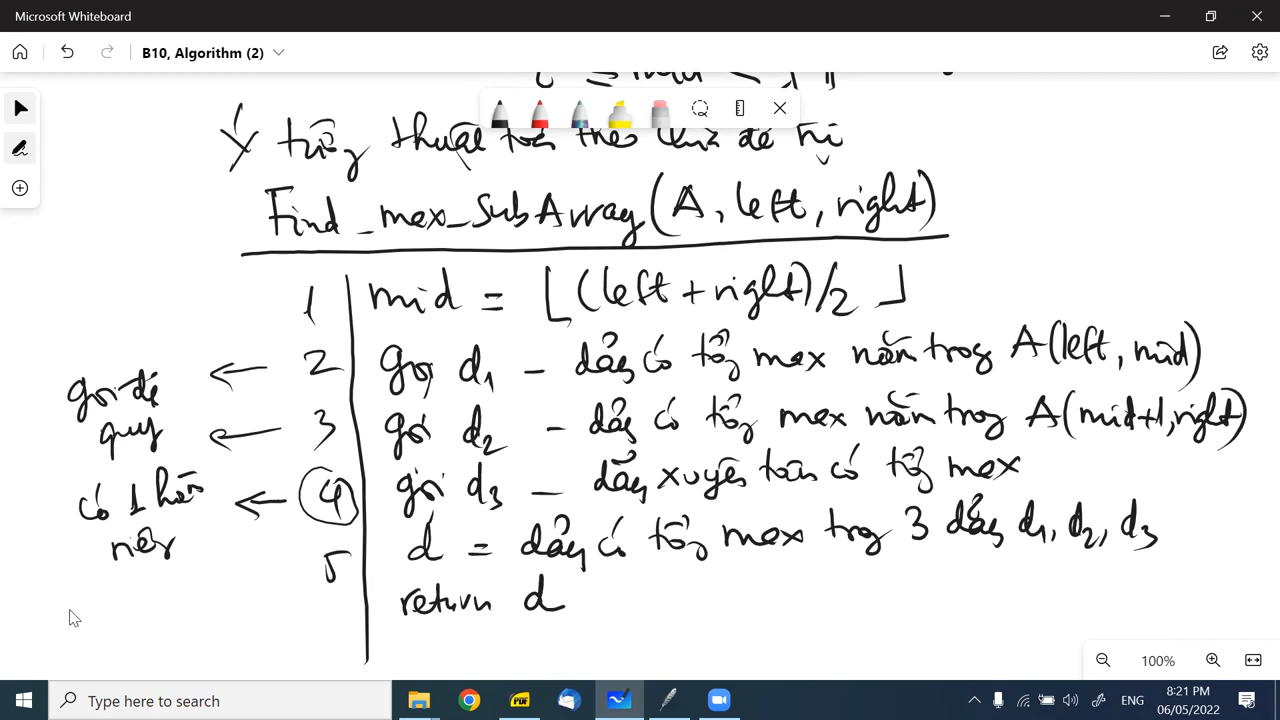 Microsoft Whiteboard
B10, Algorithm (2)
Ý tưởng thuật toán theo chia để trị
Find_max_SubArray(A, left, right)
1 mid = ⌊(left + right)/2⌋
2 gọi d1 - dãy có tổng max nằm trong A(left, mid)
gọi đệ quy
3 gọi d2 - dãy có tổng max nằm trong A(mid+1, right)
4 gọi d3 - dãy xuyên tâm có tổng max
có 1 hàm riêng
5 d = dãy có tổng max trong 3 dãy d1, d2, d3
return d
100%
Type here to search
PDF
ENG
8:21 PM
06/05/2022